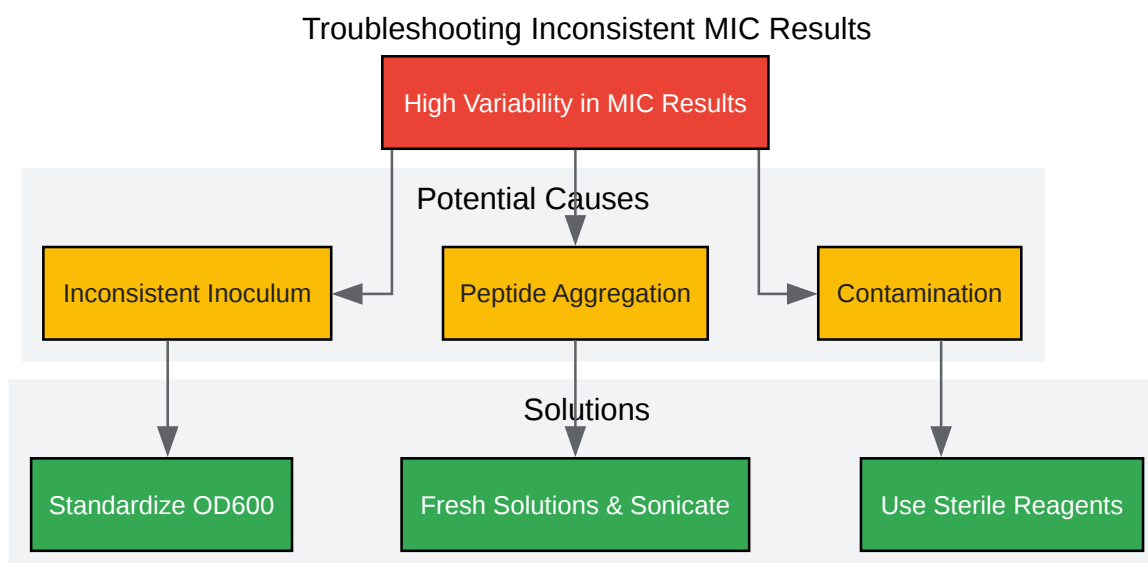 Troubleshooting Inconsistent MIC Results
High Variability in MIC Results
Potential Causes
Inconsistent Inoculum
Peptide Aggregation
Contamination
Solutions
Standardize OD600
Fresh Solutions & Sonicate
Use Sterile Reagents